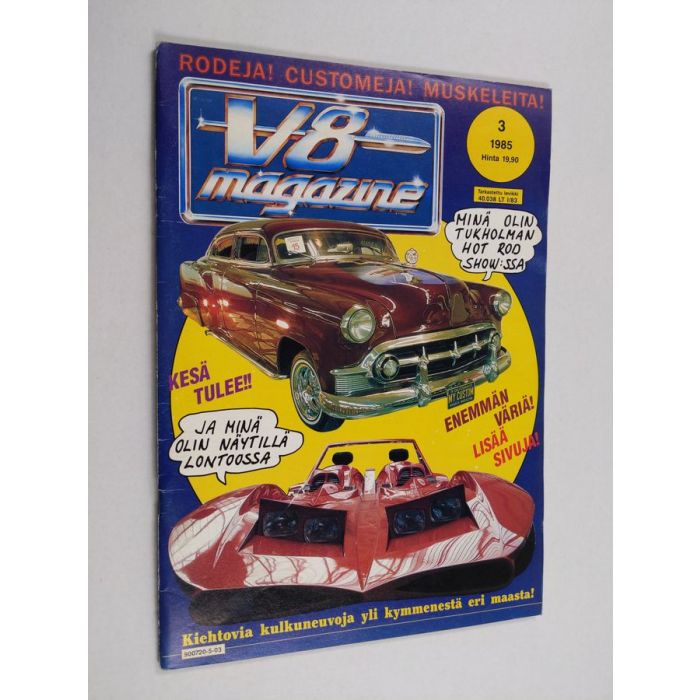 RODEJA! CUSTOMEJA! MUSKELEITA!
V8
magazine
3
1985
Hinta 19,90
Tarkastettu levikki
40.038 LT I/83
MINÄ OLIN
TUKHOLMAN
HOT ROD
SHOW:SSA
KESÄ
TULEE!!
MY CUSTOM
ENEMMÄN
VÄRIÄ!
LISÄÄ
SIVUJA!
JA MINÄ
OLIN NÄYTILLÄ
LONTOOSSA
Kiehtovia kulkuneuvoja yli kymmenestä eri maasta!
900720-5-03